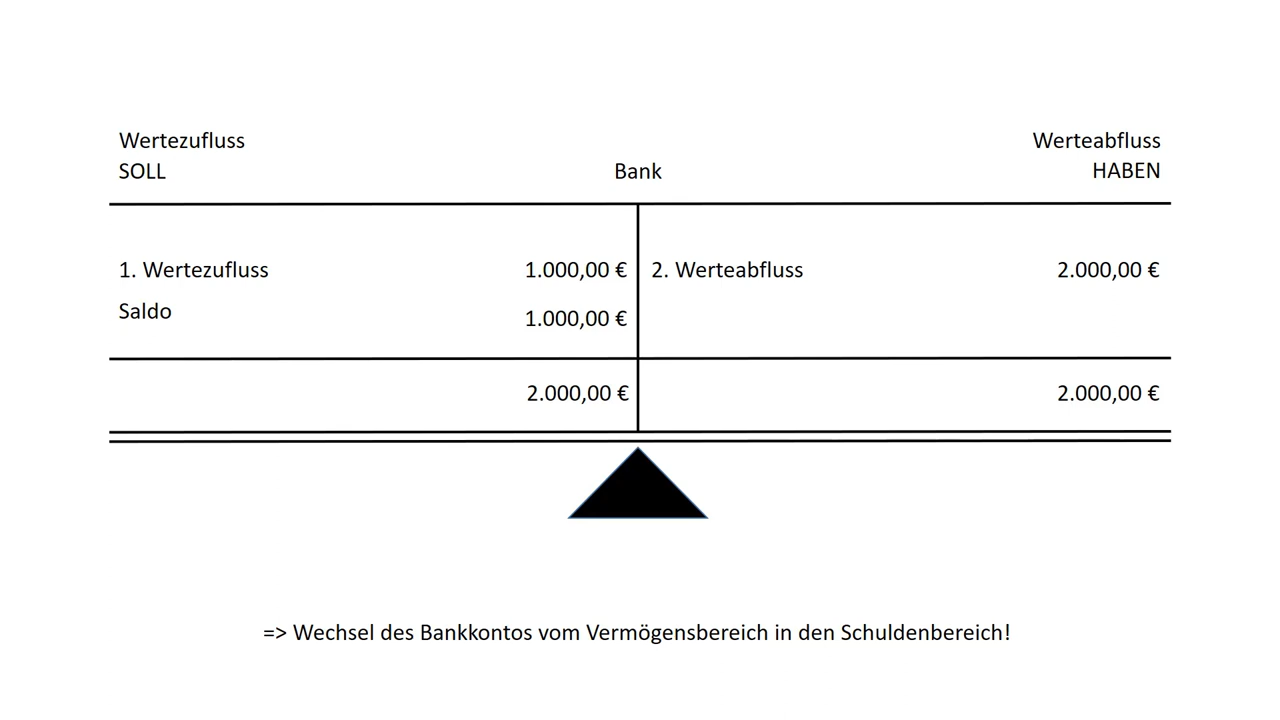 Wertezufluss Werteabfluss
SOLL Bank HABEN
1. Wertezufluss 1.000,00 € 2. Werteabfluss 2.000,00 €
Saldo 1.000,00 €
2.000,00 € 2.000,00 €
=> Wechsel des Bankkontos vom Vermögensbereich in den Schuldenbereich!